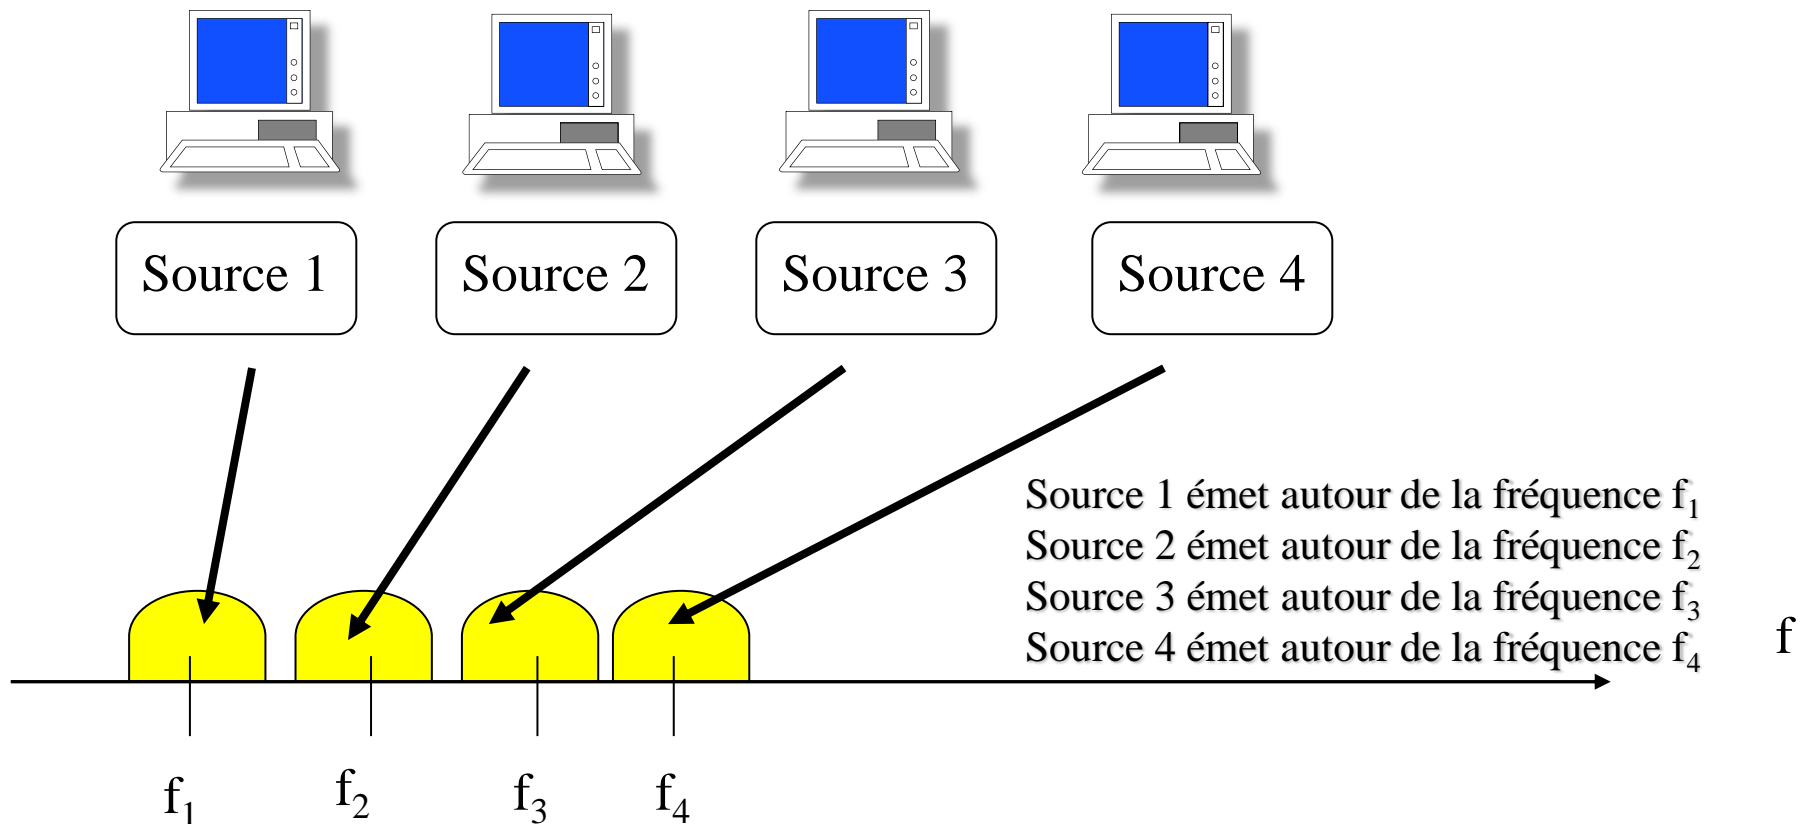 Source 1
Source 2
Source 3
Source 4
Source 1 émet autour de la fréquence f₁
Source 2 émet autour de la fréquence f₂
Source 3 émet autour de la fréquence f₃
Source 4 émet autour de la fréquence f₄
f
f₁
f₂
f₃
f₄